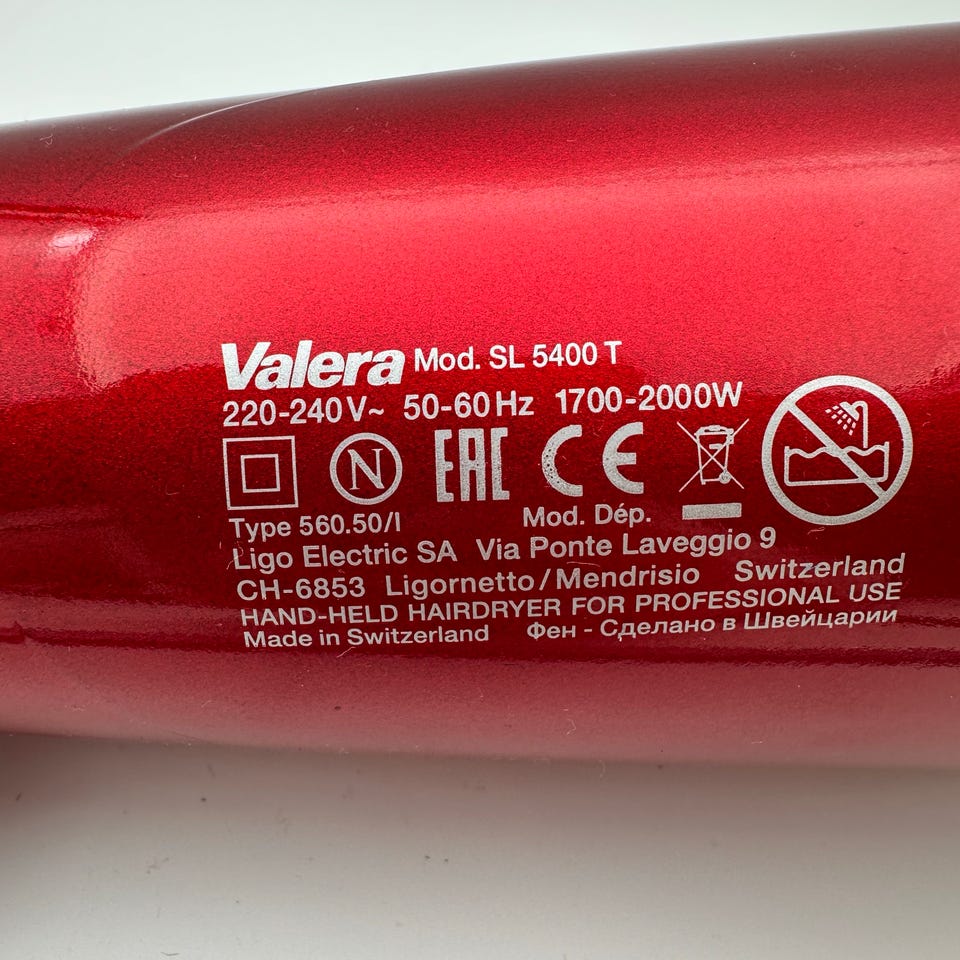 Valera Mod. SL 5400 T
220-240V~ 50-60Hz 1700-2000W
N EAC CE
Type 560.50/I Mod. Dép.
Ligo Electric SA Via Ponte Laveggio 9
CH-6853 Ligornetto/Mendrisio Switzerland
HAND-HELD HAIRDRYER FOR PROFESSIONAL USE
Made in Switzerland Фен - Сделано в Швейцарии